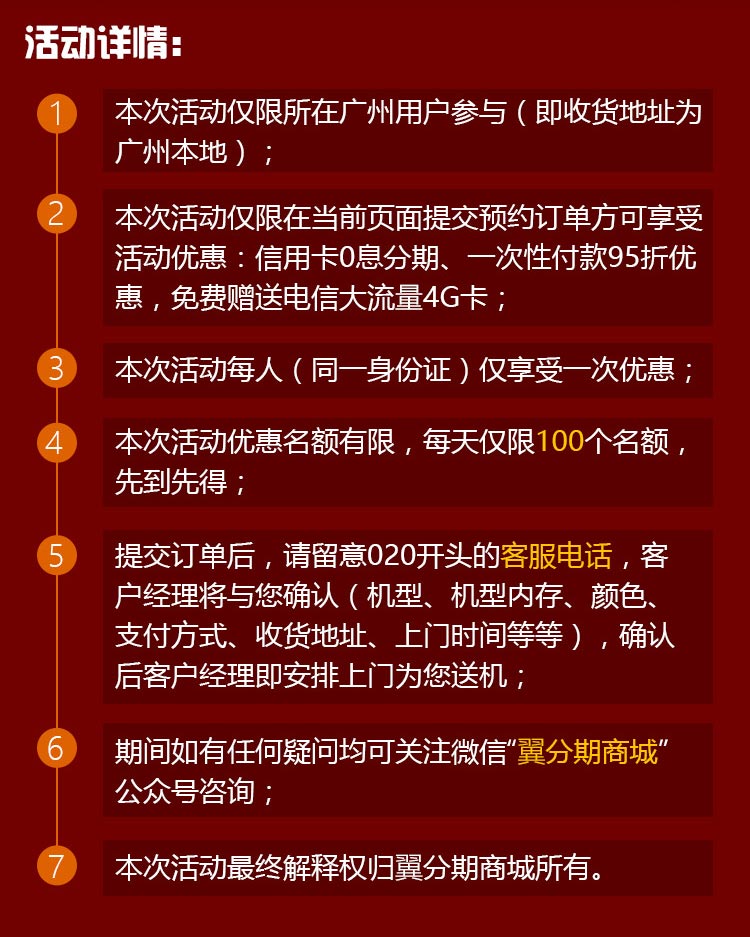 活动详情:
1
本次活动仅限所在广州用户参与（即收货地址为
广州本地）；
2
本次活动仅限在当前页面提交预约订单方可享受
活动优惠：信用卡0息分期、一次性付款95折优
惠，免费赠送电信大流量4G卡；
3
本次活动每人（同一身份证）仅享受一次优惠；
4
本次活动优惠名额有限，每天仅限100个名额，
先到先得；
5
提交订单后，请留意020开头的客服电话，客
户经理将与您确认（机型、机型内存、颜色、
支付方式、收货地址、上门时间等等），确认
后客户经理即安排上门为您送机；
6
期间如有任何疑问均可关注微信“翼分期商城”
公众号咨询；
7
本次活动最终解释权归翼分期商城所有。